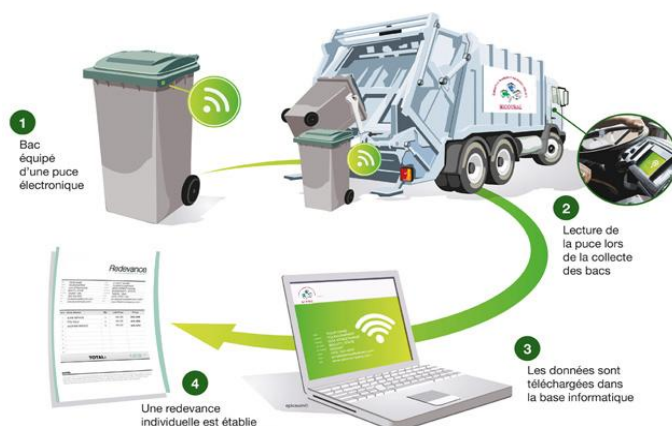 1
Bac
équipé
d'une puce
électronique
2
Lecture de
la puce lors
de la collecte
des bacs
3
Les données sont
téléchargées dans
la base informatique
Redevance
TOTAL:
4
Une redevance
individuelle est établie